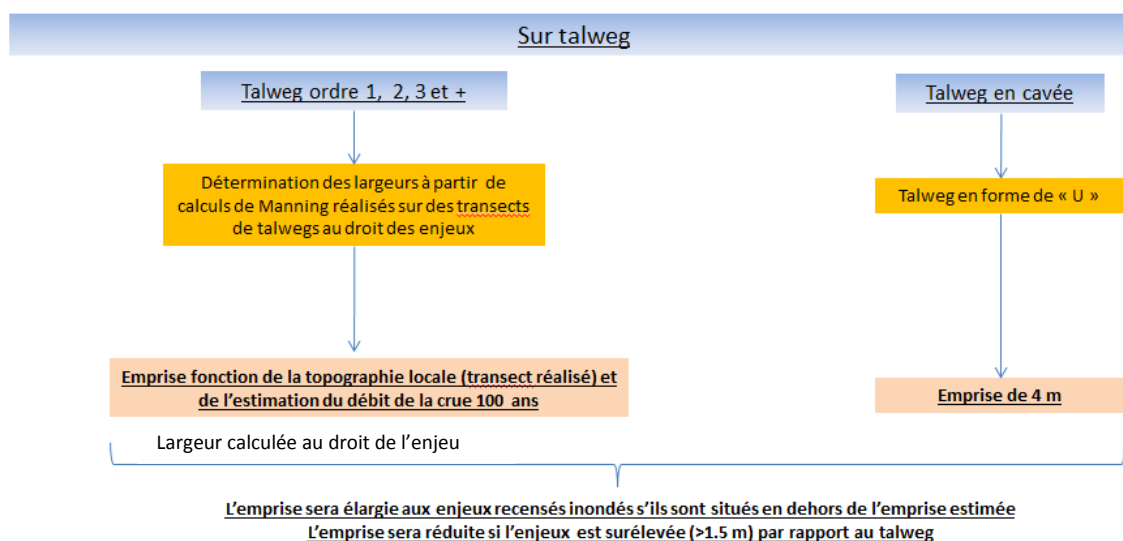 Sur talweg
Talweg ordre 1, 2, 3 et +
Talweg en cavée
Détermination des largeurs à partir de
calculs de Manning réalisés sur des transects
de talwegs au droit des enjeux
Talweg en forme de « U »
Emprise fonction de la topographie locale (transect réalisé) et
de l'estimation du débit de la crue 100 ans
Emprise de 4 m
Largeur calculée au droit de l'enjeu
L'emprise sera élargie aux enjeux recensés inondés s'ils sont situés en dehors de l'emprise estimée
L'emprise sera réduite si l'enjeux est surélevée (>1.5 m) par rapport au talweg